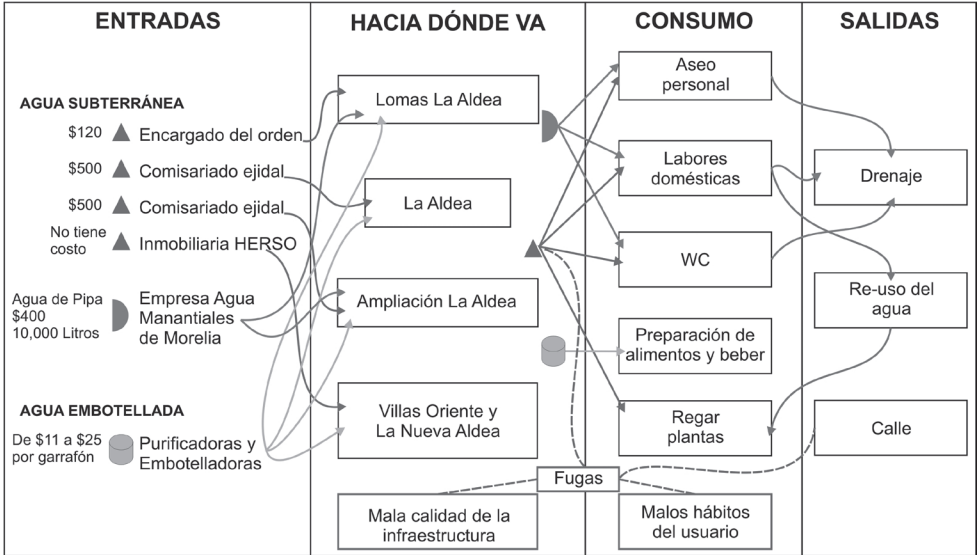 ENTRADAS
HACIA DÓNDE VA
CONSUMO
SALIDAS
AGUA SUBTERRÁNEA
$120
Encargado del orden
$500
Comisariado ejidal
$500
Comisariado ejidal
No tiene
costo
Inmobiliaria HERSO
Agua de Pipa
$400
10,000 Litros
Empresa Agua
Manantiales
de Morelia
AGUA EMBOTELLADA
De $11 a $25
por garrafón
Purificadoras y
Embotelladoras
Lomas La Aldea
La Aldea
Ampliación La Aldea
Villas Oriente y
La Nueva Aldea
Mala calidad de la
infraestructura
Fugas
Aseo
personal
Labores
domésticas
WC
Preparación de
alimentos y beber
Regar
plantas
Malos hábitos
del usuario
Drenaje
Re-uso del
agua
Calle